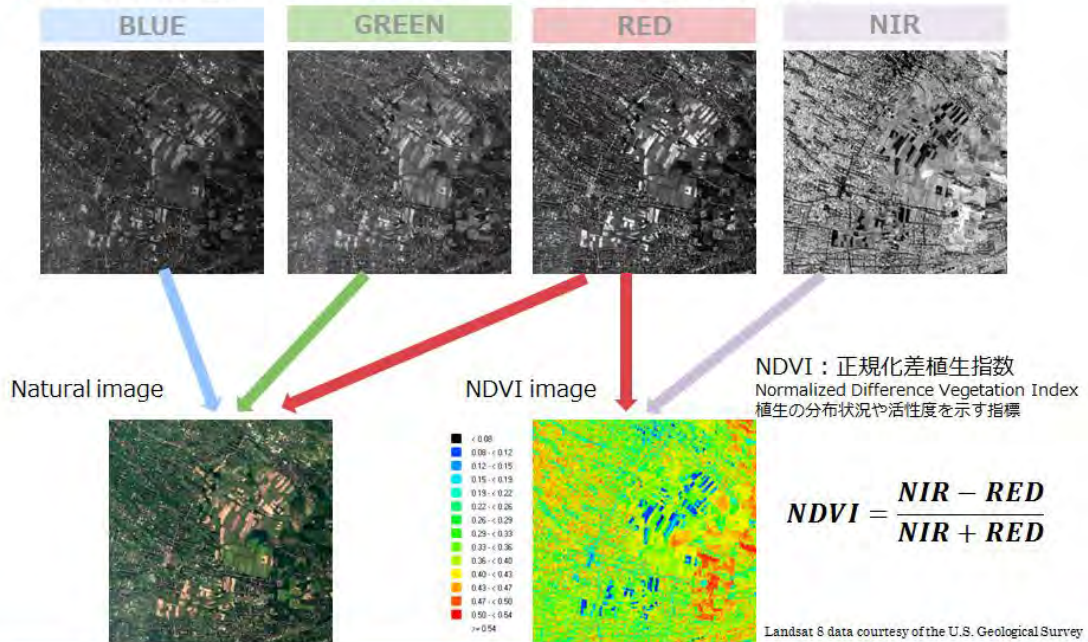 BLUE
GREEN
RED
NIR
Natural image
NDVI image
NDVI：正規化差植生指数
Normalized Difference Vegetation Index
植生の分布状況や活性度を示す指標
< 0.08
0.08 - < 0.12
0.12 - < 0.15
0.15 - < 0.19
0.19 - < 0.22
0.22 - < 0.26
0.26 - < 0.29
0.29 - < 0.33
0.33 - < 0.36
0.36 - < 0.40
0.40 - < 0.43
0.43 - < 0.47
0.47 - < 0.50
0.50 - < 0.54
>= 0.54
NDVI = NIR − RED / NIR + RED
Landsat 8 data courtesy of the U.S. Geological Survey